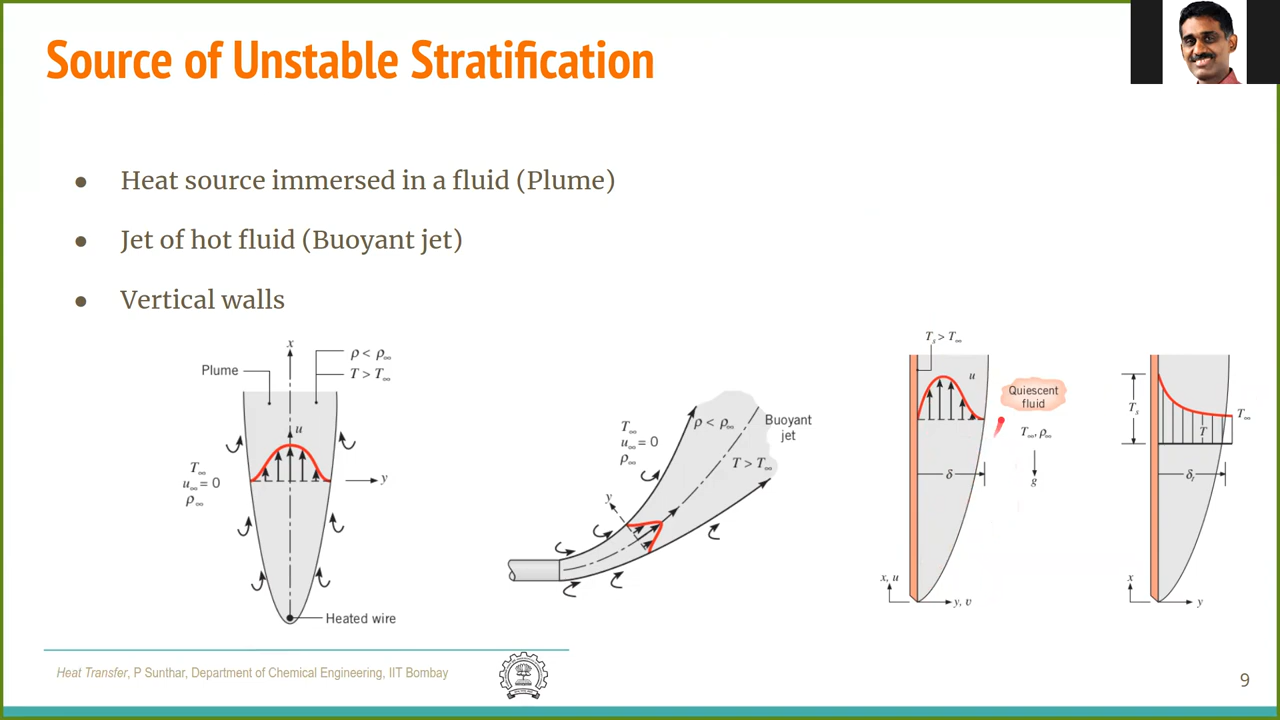 Source of Unstable Stratification
● Heat source immersed in a fluid (Plume)
● Jet of hot fluid (Buoyant jet)
● Vertical walls
x
Plume
ρ < ρ∞
T > T∞
u
T∞
u∞ = 0
ρ∞
y
Heated wire
T∞
u∞ = 0
ρ∞
y
ρ < ρ∞
T > T∞
Buoyant
jet
Ts > T∞
u
Quiescent
fluid
T∞, ρ∞
g
δ
x, u
y, v
Ts
T
T∞
δt
x
y
Heat Transfer, P Sunthar, Department of Chemical Engineering, IIT Bombay
9